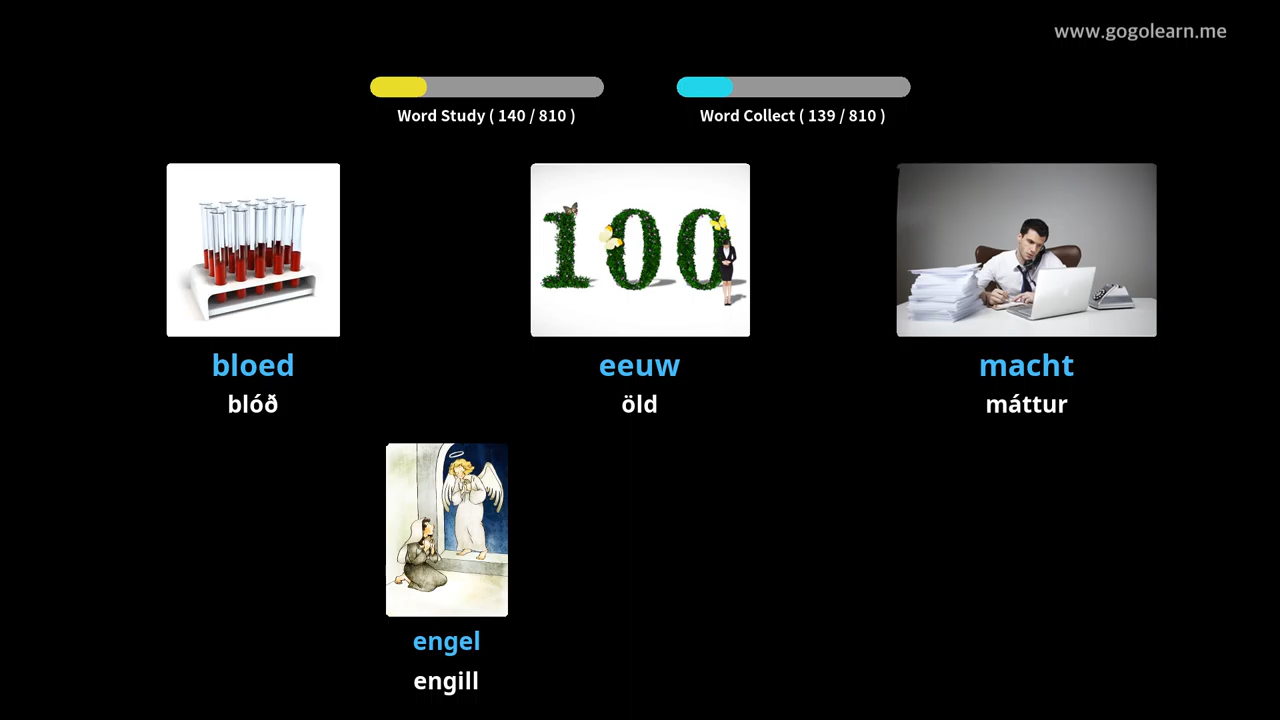 www.gogolearn.me
Word Study ( 140 / 810 )
Word Collect ( 139 / 810 )
100
bloed
eeuw
macht
blóð
öld
máttur
engel
engill